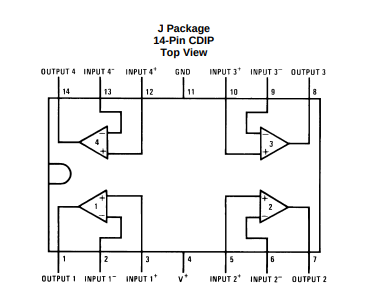 J Package
14-Pin CDIP
Top View
OUTPUT 4 INPUT 4⁻ INPUT 4⁺ GND INPUT 3⁺ INPUT 3⁻ OUTPUT 3
14 13 12 11 10 9 8
4 − + − + 3
1 + − + − 2
1 2 3 4 5 6 7
OUTPUT 1 INPUT 1⁻ INPUT 1⁺ V⁺ INPUT 2⁺ INPUT 2⁻ OUTPUT 2